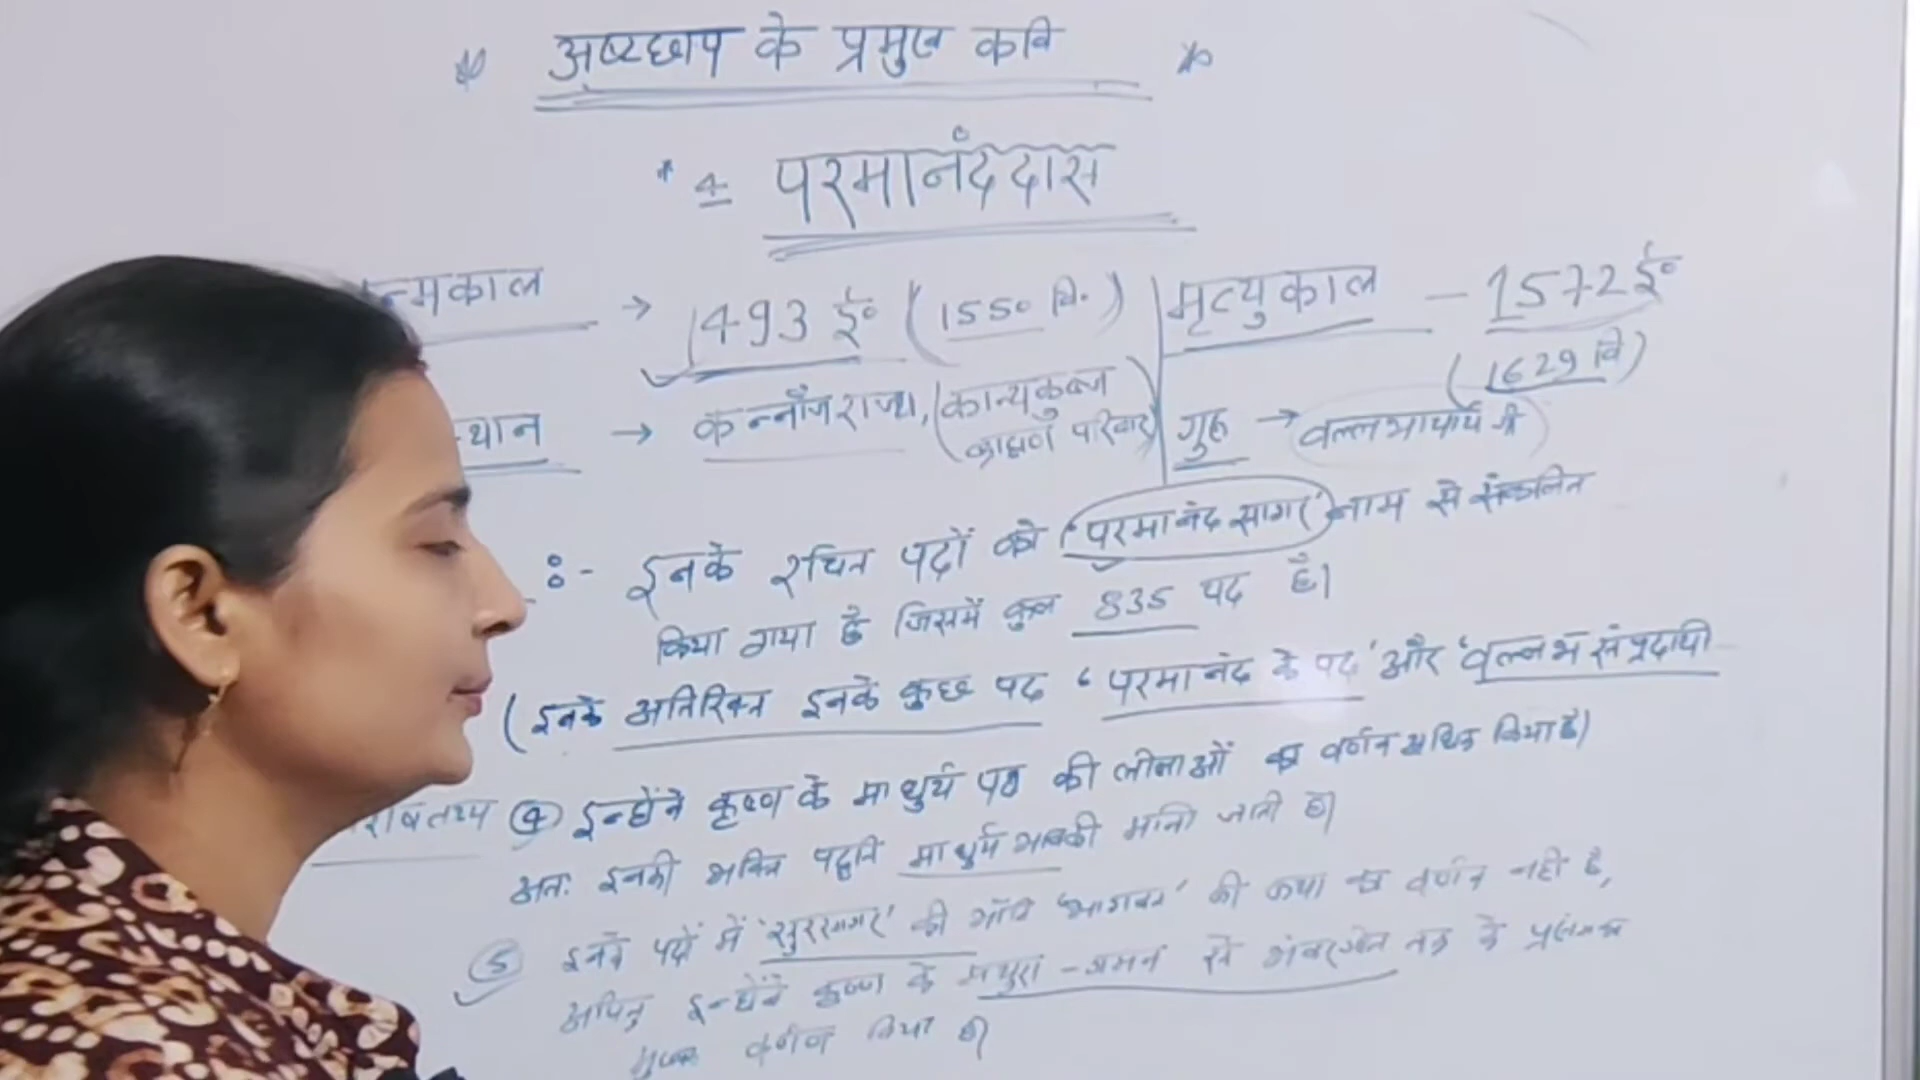 अष्टछाप के प्रमुख कवि
4 परमानंददास
न्मकाल → 1493 ई० (1550 वि.) मृत्युकाल – 1572 ई०
(1629 वि)
थान → कन्नौज राज्य, (कान्यकुब्ज ब्राह्मण परिवार) गुरु → वल्लभाचार्य जी
:- इनके रचित पदों को 'परमानंद सागर' नाम से संकलित
किया गया है जिसमें कुल 835 पद हैं।
(इनके अतिरिक्त इनके कुछ पद 'परमानंद के पद' और 'वल्लभ संप्रदायी
तथ्य 4 इन्होंने कृष्ण के माधुर्य पक्ष की लीलाओं का वर्णन अधिक किया है।
अतः इनकी भक्ति पद्धति माधुर्य भाव की मानी जाती है।
5 इनके पदों में 'सूरसागर' की भाँति 'भागवत' की कथा का वर्णन नहीं है,
अपितु इन्होंने कृष्ण के मथुरा – गमन से भंवरगीत तक के प्रसंग का
मुख्य वर्णन किया है।